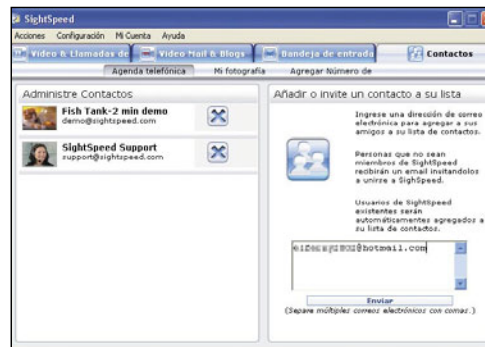 SightSpeed
Acciones Configuración Mi Cuenta Ayuda
Video & Llamadas de Video Mail & Blogs Bandeja de entrada Contactos
Agenda telefónica Mi fotografía Agregar Número de
Administre Contactos
Fish Tank-2 min demo
demo@sightspeed.com
SightSpeed Support
support@sightspeed.com
Añadir o invite un contacto a su lista
Ingrese una dirección de correo
electrónica para agregar a sus
amigos a su lista de contactos.
Personas que no sean
miembros de SightSpeed
recibirán un email invitandolos
a unirse a SighSpeed.
Usuarios de SightSpeed
existentes serán
automáticamentes agregados a
su lista de contactos.
@hotmail.com
Enviar
(Separe múltiples correos electrónicos con comas.)